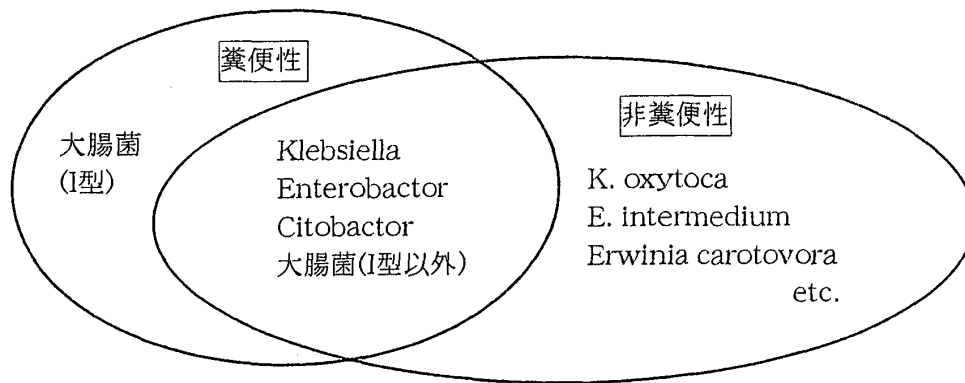 糞便性
大腸菌
(I型)
Klebsiella
Enterobactor
Citobactor
大腸菌(I型以外)
非糞便性
K. oxytoca
E. intermedium
Erwinia carotovora
etc.